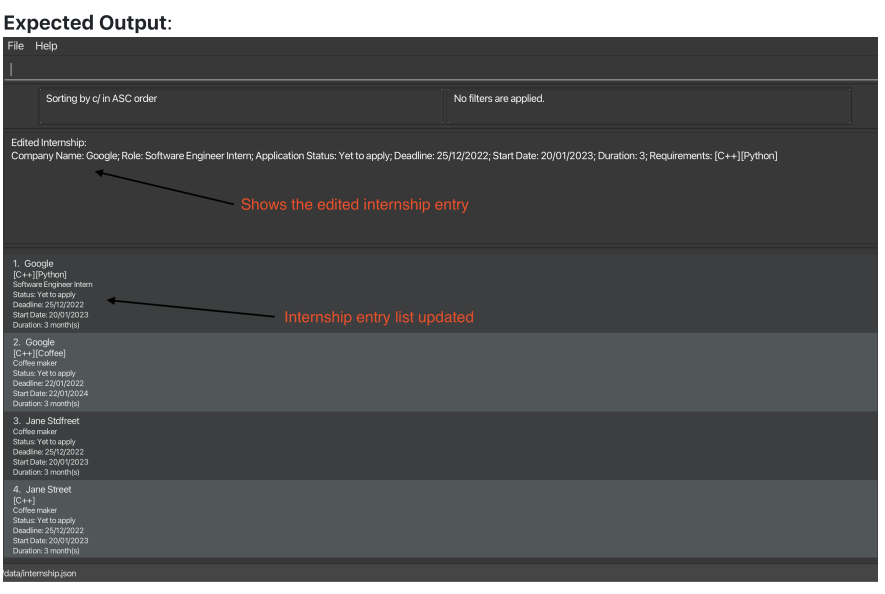 Expected Output:
File Help
Sorting by c/ in ASC order
No filters are applied.
Edited Internship:
Company Name: Google; Role: Software Engineer Intern; Application Status: Yet to apply; Deadline: 25/12/2022; Start Date: 20/01/2023; Duration: 3; Requirements: [C++][Python]
Shows the edited internship entry
1. Google
[C++][Python]
Software Engineer Intern
Status: Yet to apply
Deadline: 25/12/2022
Start Date: 20/01/2023
Duration: 3 month(s)
Internship entry list updated
2. Google
[C++][Coffee]
Coffee maker
Status: Yet to apply
Deadline: 22/01/2022
Start Date: 22/01/2024
Duration: 3 month(s)
3. Jane Stdfreet
Coffee maker
Status: Yet to apply
Deadline: 25/12/2022
Start Date: 20/01/2023
Duration: 3 month(s)
4. Jane Street
[C++]
Coffee maker
Status: Yet to apply
Deadline: 25/12/2022
Start Date: 20/01/2023
Duration: 3 month(s)
/data/internship.json